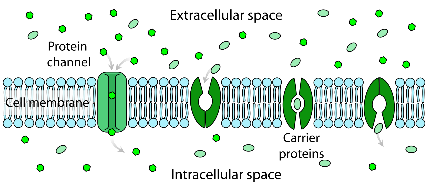 Extracellular space
Protein
channel
Cell membrane
Carrier
proteins
Intracellular space